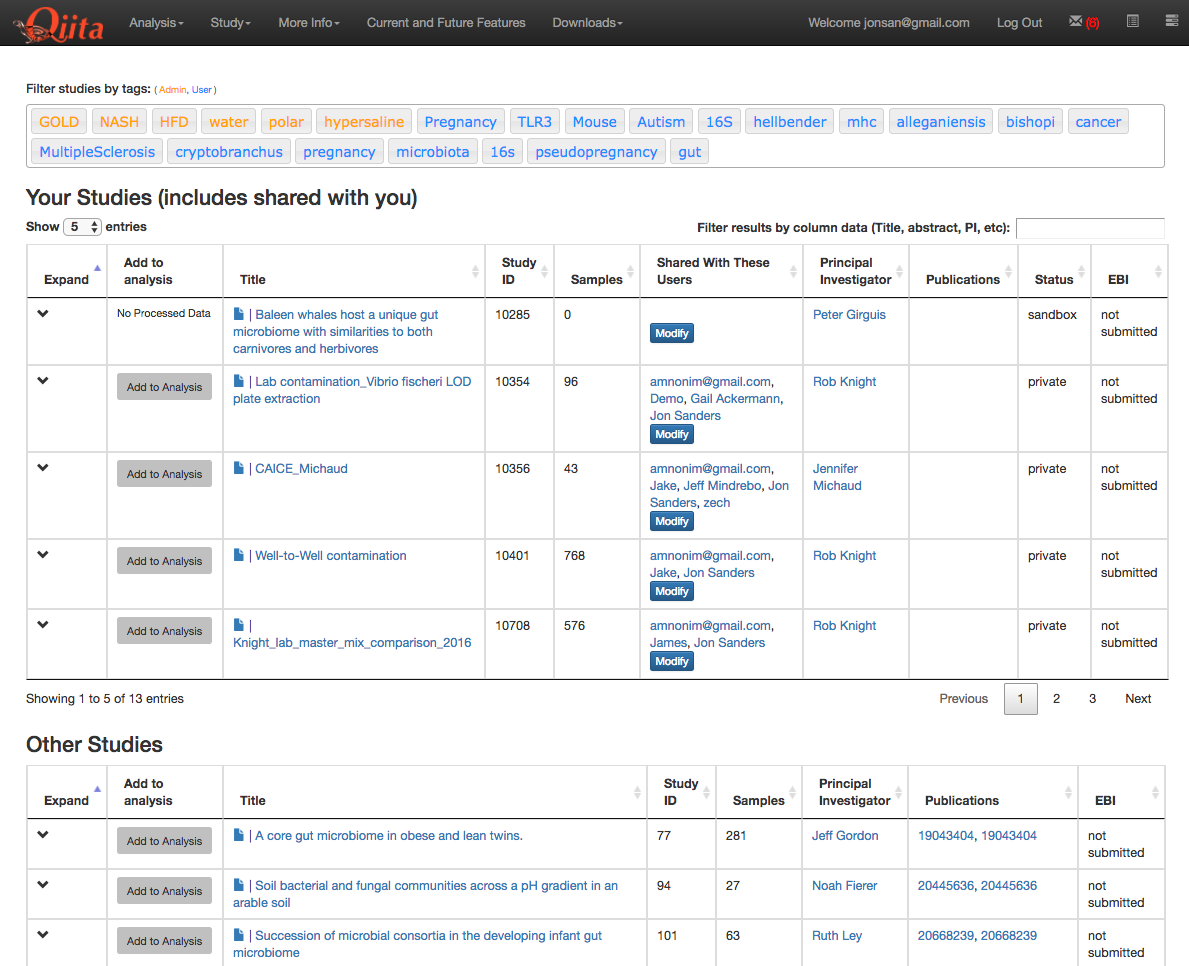 Qiita Analysis Study More Info Current and Future Features Downloads Welcome jonsan@gmail.com Log Out (6)
Filter studies by tags: ( Admin, User )
GOLD NASH HFD water polar hypersaline Pregnancy TLR3 Mouse Autism 16S hellbender mhc alleganiensis bishopi cancer
MultipleSclerosis cryptobranchus pregnancy microbiota 16s pseudopregnancy gut
Your Studies (includes shared with you)
Show 5 entries
Filter results by column data (Title, abstract, PI, etc):
Expand
Add to
analysis
Title
Study
ID
Samples
Shared With These
Users
Principal
Investigator
Publications
Status
EBI
No Processed Data
| Baleen whales host a unique gut
microbiome with similarities to both
carnivores and herbivores
10285
0
Modify
Peter Girguis
sandbox
not
submitted
Add to Analysis
| Lab contamination_Vibrio fischeri LOD
plate extraction
10354
96
amnonim@gmail.com,
Demo, Gail Ackermann,
Jon Sanders
Modify
Rob Knight
private
not
submitted
Add to Analysis
| CAICE_Michaud
10356
43
amnonim@gmail.com,
Jake, Jeff Mindrebo, Jon
Sanders, zech
Modify
Jennifer
Michaud
private
not
submitted
Add to Analysis
| Well-to-Well contamination
10401
768
amnonim@gmail.com,
Jake, Jon Sanders
Modify
Rob Knight
private
not
submitted
Add to Analysis
|
Knight_lab_master_mix_comparison_2016
10708
576
amnonim@gmail.com,
James, Jon Sanders
Modify
Rob Knight
private
not
submitted
Showing 1 to 5 of 13 entries
Previous 1 2 3 Next
Other Studies
Expand
Add to
analysis
Title
Study
ID
Samples
Principal
Investigator
Publications
EBI
Add to Analysis
| A core gut microbiome in obese and lean twins.
77
281
Jeff Gordon
19043404, 19043404
not
submitted
Add to Analysis
| Soil bacterial and fungal communities across a pH gradient in an
arable soil
94
27
Noah Fierer
20445636, 20445636
not
submitted
Add to Analysis
| Succession of microbial consortia in the developing infant gut
microbiome
101
63
Ruth Ley
20668239, 20668239
not
submitted